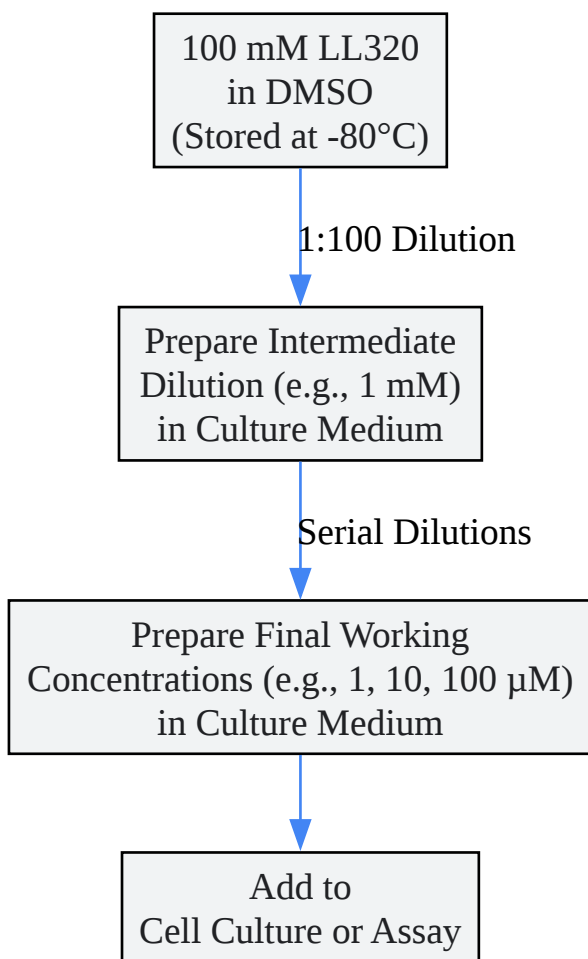 100 mM LL320
in DMSO
(Stored at -80°C)
1:100 Dilution
Prepare Intermediate
Dilution (e.g., 1 mM)
in Culture Medium
Serial Dilutions
Prepare Final Working
Concentrations (e.g., 1, 10, 100 µM)
in Culture Medium
Add to
Cell Culture or Assay